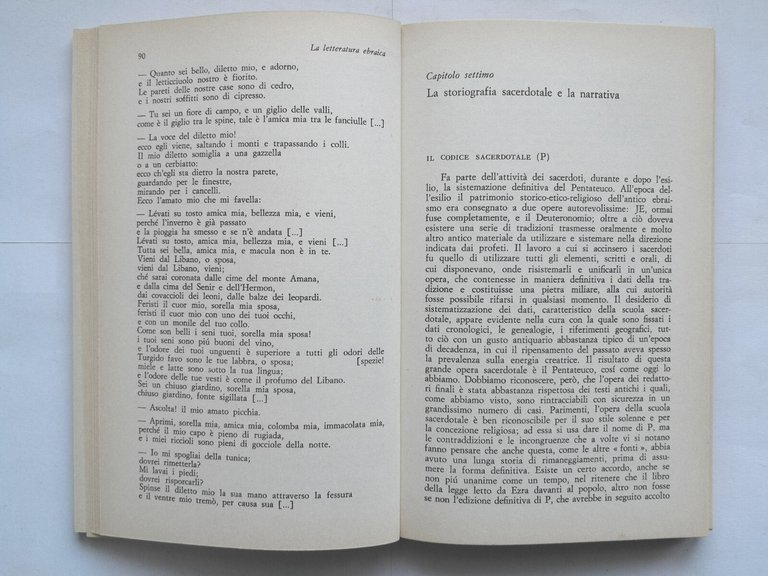 90
La letteratura ebraica
— Quanto sei bello, diletto mio, e adorno,
e il letticciuolo nostro è fiorito.
Le pareti delle nostre case sono di cedro,
e i nostri soffitti sono di cipresso.
— Tu sei un fiore di campo, e un giglio delle valli,
come è il giglio tra le spine, tale è l'amica mia tra le fanciulle [...]
— La voce del diletto mio!
ecco egli viene, saltando i monti e trapassando i colli.
Il mio diletto somiglia a una gazzella
o a un cerbiatto:
ecco ch'egli sta dietro la nostra parete,
guardando per le finestre,
mirando per i cancelli.
Ecco l'amato mio che mi favella:
— Lévati su tosto, amica mia, bellezza mia, e vieni,
perché l'inverno è già passato
e la pioggia ha smesso e se n'è andata [...]
Lévati su tosto, amica mia, bellezza mia, e vieni [...]
Tutta sei bella, amica mia, e macula non è in te.
Vieni dal Libano, o sposa,
vieni dal Libano, vieni;
ché sarai coronata dalle cime del monte Amana,
e dalla cima del Senir e dell'Hermon,
dai covaccioli dei leoni, dalle balze dei leopardi.
Feristi il cuor mio, sorella mia sposa,
feristi il cuor mio con uno dei tuoi occhi,
e con un monile del tuo collo.
Come son belli i seni tuoi, sorella mia sposa!
i tuoi seni sono più buoni del vino,
e l'odore dei tuoi unguenti è superiore a tutti gli odori delle
Turgido favo sono le tue labbra, o sposa; [spezie!
miele e latte sono sotto la tua lingua;
e l'odore delle tue vesti è come il profumo del Libano.
Sei un chiuso giardino, sorella mia sposa,
chiuso giardino, fonte sigillata [...]
— Ascolta! il mio amato picchia.
— Aprimi, sorella mia, amica mia, colomba mia, immacolata mia,
perché il mio capo è pieno di rugiada,
e i miei riccioli sono pieni di gocciole della notte.
— Io mi spogliai della tunica;
dovrei rimetterla?
Mi lavai i piedi;
dovrei risporcarli?
Spinse il diletto mio la sua mano attraverso la fessura
e il ventre mio tremò, per causa sua [...]
Capitolo settimo
La storiografia sacerdotale e la narrativa
IL CODICE SACERDOTALE (P)
Fa parte dell'attività dei sacerdoti, durante e dopo l'esi-
lio, la sistemazione definitiva del Pentateuco. All'epoca del-
l'esilio il patrimonio storico-etico-religioso dell'antico ebrai-
smo era consegnato a due opere autorevolissime: JE, ormai
fuse completamente, e il Deuteronomio; oltre a ciò doveva
esistere una serie di tradizioni trasmesse oralmente e molto
altro antico materiale da utilizzare e sistemare nella direzione
indicata dai profeti. Il lavoro a cui si accinsero i sacerdoti
fu quello di utilizzare tutti gli elementi, scritti e orali, di
cui disponevano, onde risistemarli e unificarli in un'unica
opera, che contenesse in maniera definitiva i dati della tra-
dizione e costituisse una pietra miliare, alla cui autorità
fosse possibile rifarsi in qualsiasi momento. Il desiderio di
sistematizzazione dei dati, caratteristico della scuola sacer-
dotale, appare evidente nella cura con la quale sono fissati i
dati cronologici, le genealogie, i riferimenti geografici, tut-
to ciò con un gusto antiquario abbastanza tipico di un'epoca
di decadenza, in cui il ripensamento del passato aveva spesso
la prevalenza sulla energia creatrice. Il risultato di questa
grande opera sacerdotale è il Pentateuco, così come oggi lo
abbiamo. Dobbiamo riconoscere, però, che l'opera dei redatto-
ri finali è stata abbastanza rispettosa dei testi antichi i quali,
come abbiamo visto, sono rintracciabili con sicurezza in un
grandissimo numero di casi. Parimenti, l'opera della scuola
sacerdotale è ben riconoscibile per il suo stile solenne e per
la concezione religiosa; ad essa si usa dare il nome di P, ma
le contraddizioni e le incongruenze che a volte vi si notano
fanno pensare che anche questa, come le altre « fonti », abbia
avuto una lunga storia di rimaneggiamenti, prima di assu-
mere la forma definitiva. Esiste un certo accordo, anche se
non piú unanime come un tempo, nel ritenere che il libro
della legge letto da Ezra davanti al popolo, altro non fosse
se non l'edizione definitiva di P, che avrebbe in seguito accolto